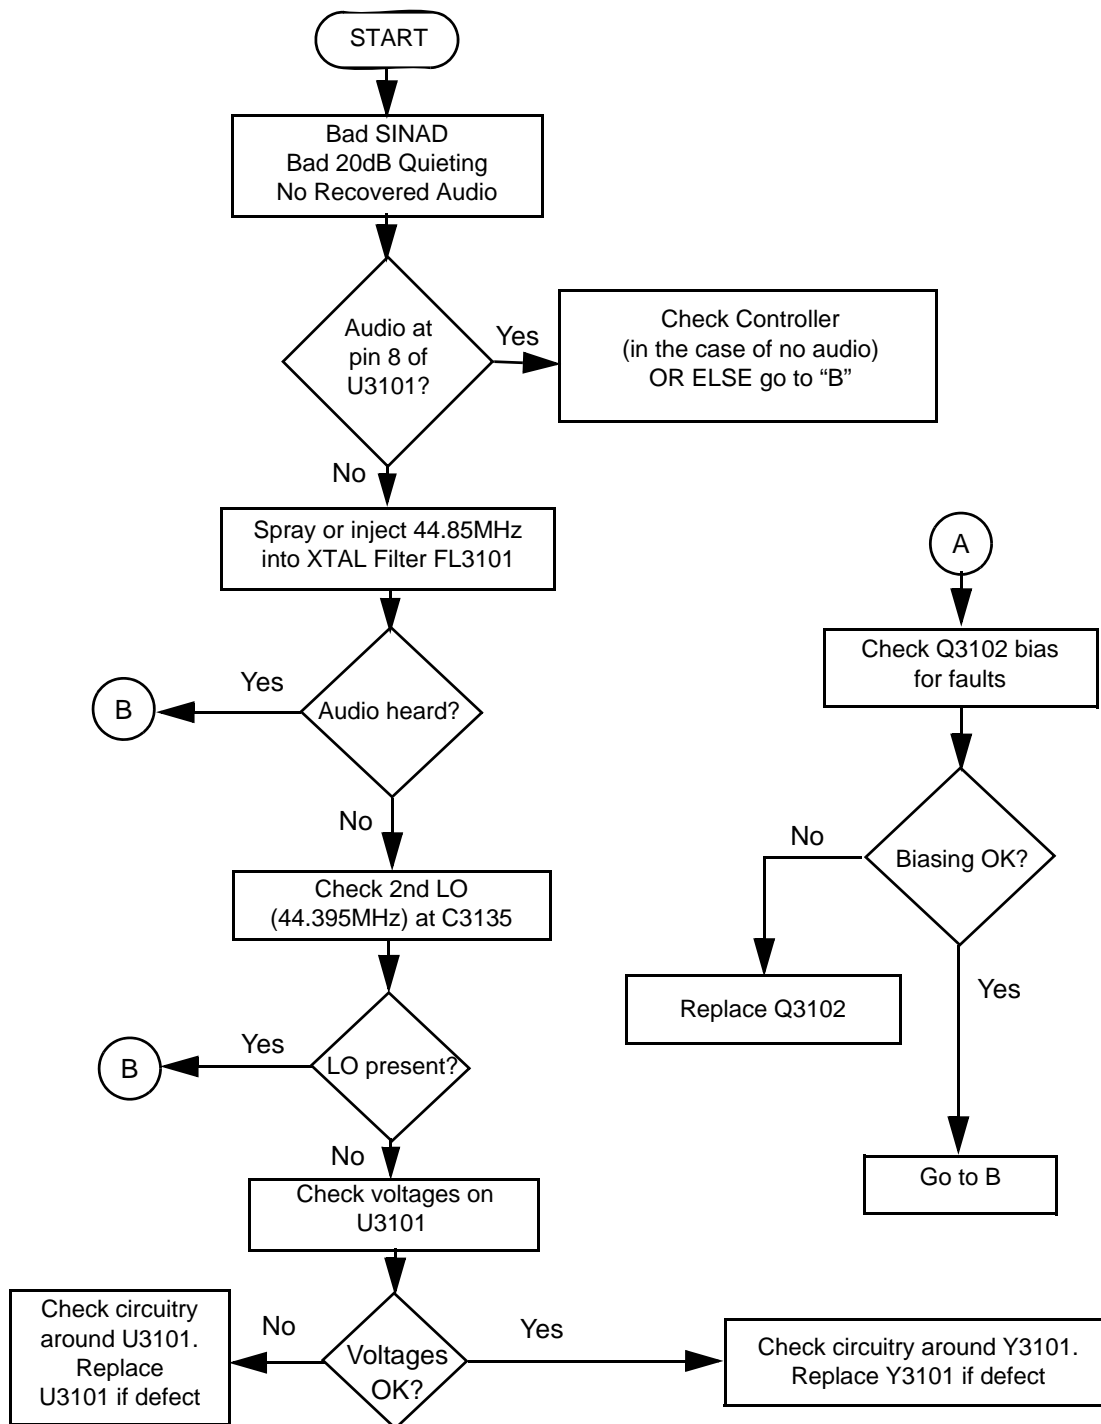 START
Bad SINAD
Bad 20dB Quieting
No Recovered Audio
Audio at
pin 8 of
U3101?
Yes
Check Controller
(in the case of no audio)
OR ELSE go to “B”
No
Spray or inject 44.85MHz
into XTAL Filter FL3101
Audio heard?
Yes
B
No
Check 2nd LO
(44.395MHz) at C3135
LO present?
Yes
B
No
Check voltages on
U3101
Voltages
OK?
No
Check circuitry
around U3101.
Replace
U3101 if defect
Yes
Check circuitry around Y3101.
Replace Y3101 if defect
A
Check Q3102 bias
for faults
Biasing OK?
No
Replace Q3102
Yes
Go to B